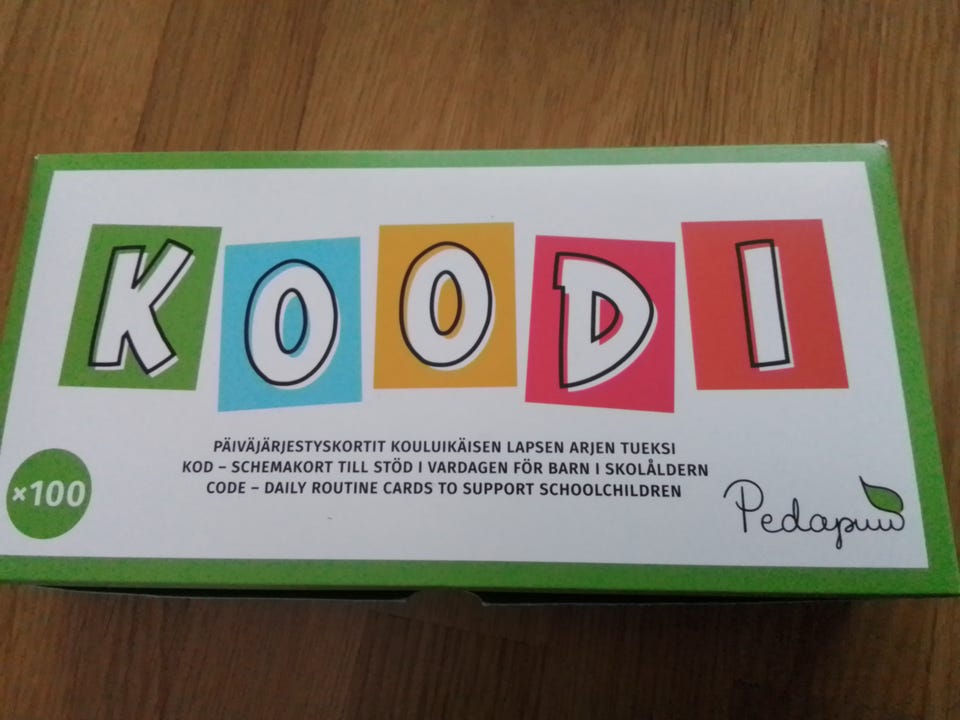 KOODI
PÄIVÄJÄRJESTYSKORTIT KOULUIKÄISEN LAPSEN ARJEN TUEKSI
KOD – SCHEMAKORT TILL STÖD I VARDAGEN FÖR BARN I SKOLÅLDERN
CODE – DAILY ROUTINE CARDS TO SUPPORT SCHOOLCHILDREN
×100
Pedapuu